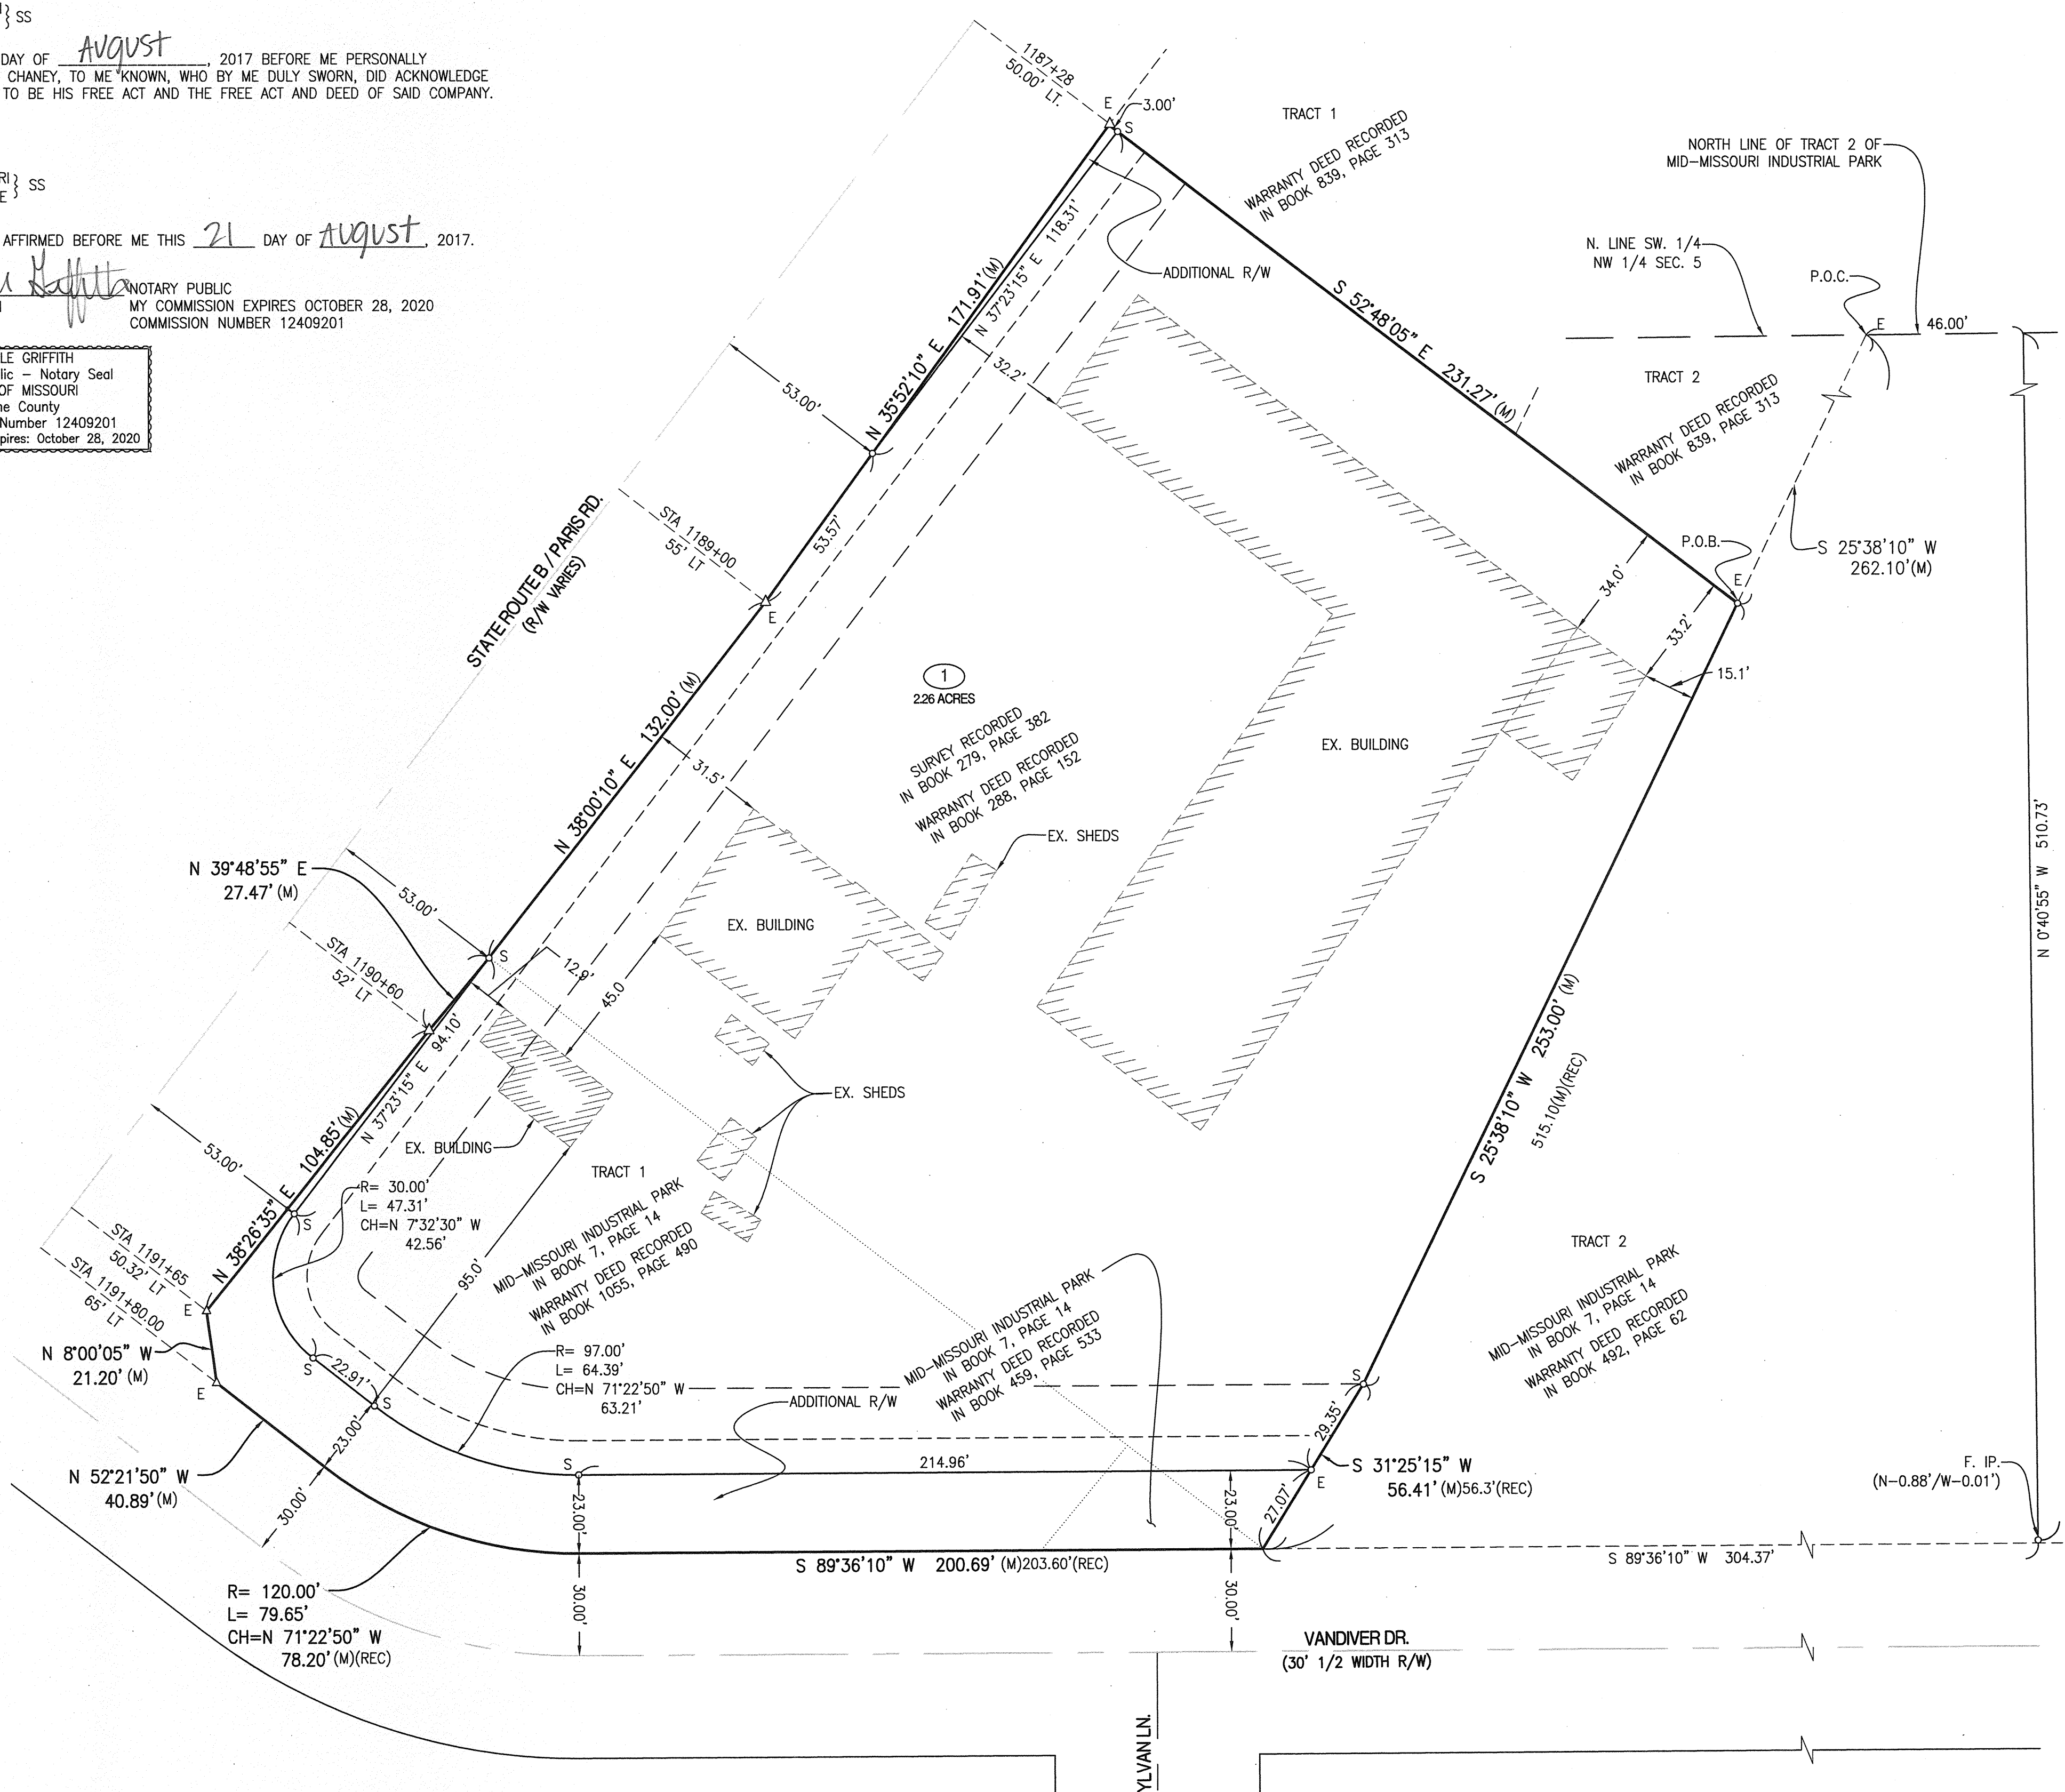 SS
DAY OF AUGUST, 2017 BEFORE ME PERSONALLY
CHANEY, TO ME KNOWN, WHO BY ME DULY SWORN, DID ACKNOWLEDGE
TO BE HIS FREE ACT AND THE FREE ACT AND DEED OF SAID COMPANY.
SS
AFFIRMED BEFORE ME THIS 21 DAY OF AUGUST, 2017.
NOTARY PUBLIC
MY COMMISSION EXPIRES OCTOBER 28, 2020
COMMISSION NUMBER 12409201
LE GRIFFITH
lic – Notary Seal
OF MISSOURI
ne County
Number 12409201
pires: October 28, 2020
1187+28
50.00' LT.
E
3.00'
S
TRACT 1
WARRANTY DEED RECORDED
IN BOOK 839, PAGE 313
NORTH LINE OF TRACT 2 OF
MID–MISSOURI INDUSTRIAL PARK
N. LINE SW. 1/4
NW 1/4 SEC. 5
P.O.C.
E
46.00'
ADDITIONAL R/W
N 35°52'10" E 171.91' (M)
N 37°23'15" E 118.31'
32.2'
53.00'
S 52°48'05" E 231.27' (M)
TRACT 2
WARRANTY DEED RECORDED
IN BOOK 839, PAGE 313
S 25°38'10" W
262.10' (M)
P.O.B.
E
34.0'
33.2'
15.1'
STATE ROUTE B / PARIS RD.
(R/W VARIES)
STA 1189+00
55' LT
53.57'
E
1
2.26 ACRES
SURVEY RECORDED
IN BOOK 279, PAGE 382
WARRANTY DEED RECORDED
IN BOOK 288, PAGE 152
EX. BUILDING
N 38°00'10" E 132.00' (M)
31.5'
EX. SHEDS
N 39°48'55" E
27.47' (M)
53.00'
STA 1190+60
52' LT
S
12.9'
45.0
EX. BUILDING
N 0°40'55" W 510.73'
94.10'
N 37°23'15" E
EX. SHEDS
S 25°38'10" W 253.00' (M)
515.10(M)(REC)
N 38°26'35" E 104.85' (M)
53.00'
EX. BUILDING
R= 30.00'
L= 47.31'
CH=N 7°32'30" W
42.56'
S
TRACT 1
MID–MISSOURI INDUSTRIAL PARK
IN BOOK 7, PAGE 14
WARRANTY DEED RECORDED
IN BOOK 1055, PAGE 490
95.0'
STA 1191+65
50.32' LT
STA 1191+80.00
65' LT
E
N 8°00'05" W
21.20' (M)
E
S
22.91'
S
R= 97.00'
L= 64.39'
CH=N 71°22'50" W
63.21'
ADDITIONAL R/W
MID–MISSOURI INDUSTRIAL PARK
IN BOOK 7, PAGE 14
WARRANTY DEED RECORDED
IN BOOK 459, PAGE 533
TRACT 2
MID–MISSOURI INDUSTRIAL PARK
IN BOOK 7, PAGE 14
WARRANTY DEED RECORDED
IN BOOK 492, PAGE 62
S
29.35'
S 31°25'15" W
56.41' (M)56.3'(REC)
N 52°21'50" W
40.89' (M)
23.00'
30.00'
S
214.96'
E
27.07'
23.00'
23.00'
F. IP.
(N–0.88'/W–0.01')
S 89°36'10" W 200.69' (M)203.60'(REC)
S 89°36'10" W 304.37'
R= 120.00'
L= 79.65'
CH=N 71°22'50" W
78.20' (M)(REC)
30.00'
30.00'
VANDIVER DR.
(30' 1/2 WIDTH R/W)
YLVAN LN.